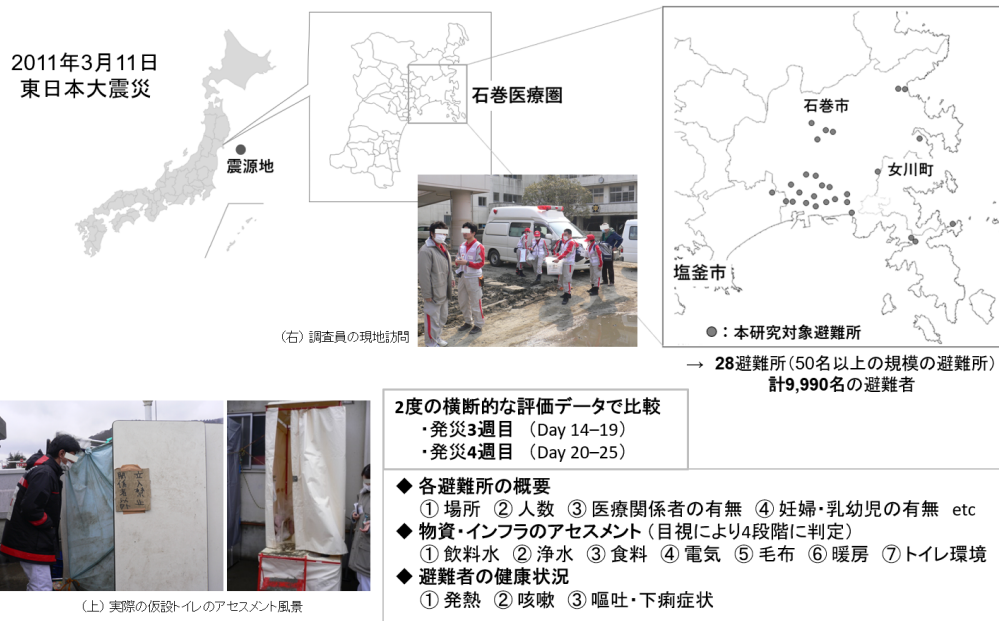 2011年3月11日
東日本大震災
震源地
石巻医療圏
石巻市
女川町
塩釜市
：本研究対象避難所
（右）調査員の現地訪問
→ 28避難所（50名以上の規模の避難所）
計9,990名の避難者
2度の横断的な評価データで比較
・発災3週目 （Day 14–19）
・発災4週目 （Day 20–25）
◆ 各避難所の概要
① 場所 ② 人数 ③ 医療関係者の有無 ④ 妊婦・乳幼児の有無 etc
◆ 物資・インフラのアセスメント（目視により4段階に判定）
① 飲料水 ② 浄水 ③ 食料 ④ 電気 ⑤ 毛布 ⑥ 暖房 ⑦ トイレ環境
◆ 避難者の健康状況
① 発熱 ② 咳嗽 ③ 嘔吐・下痢症状
（上）実際の仮設トイレのアセスメント風景